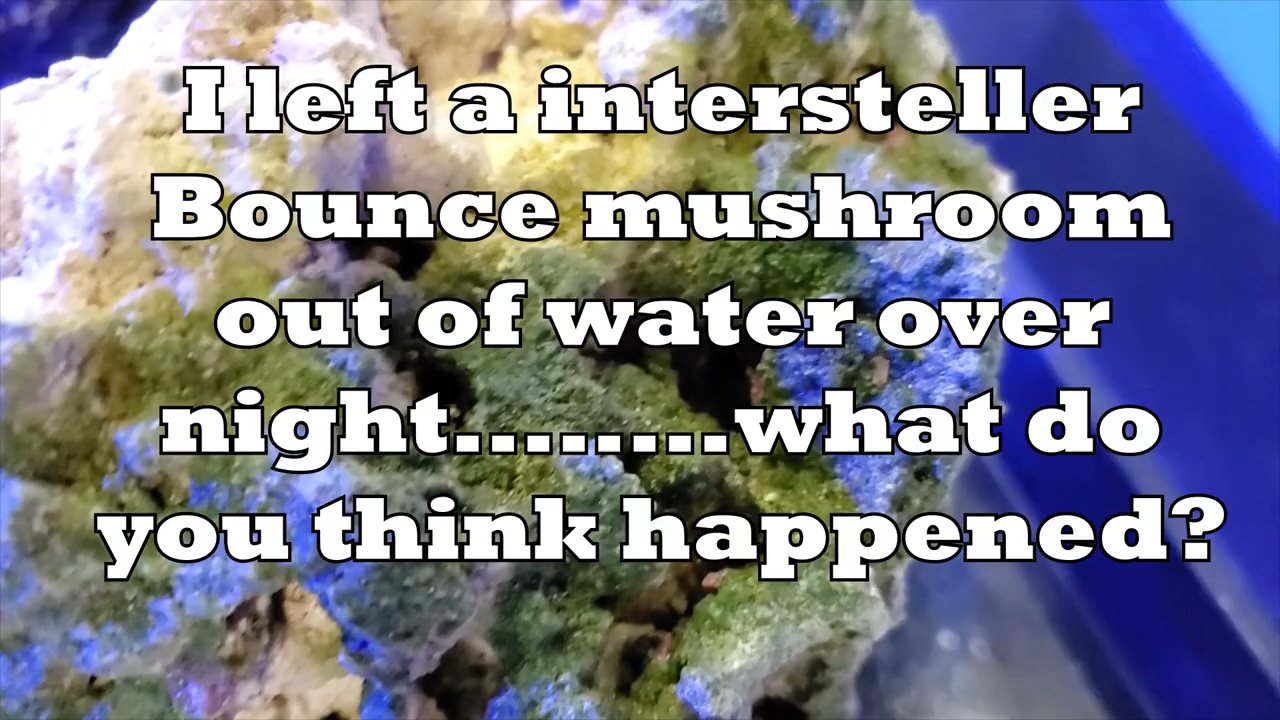 I left a intersteller
Bounce mushroom
out of water over
night........what do
you think happened?